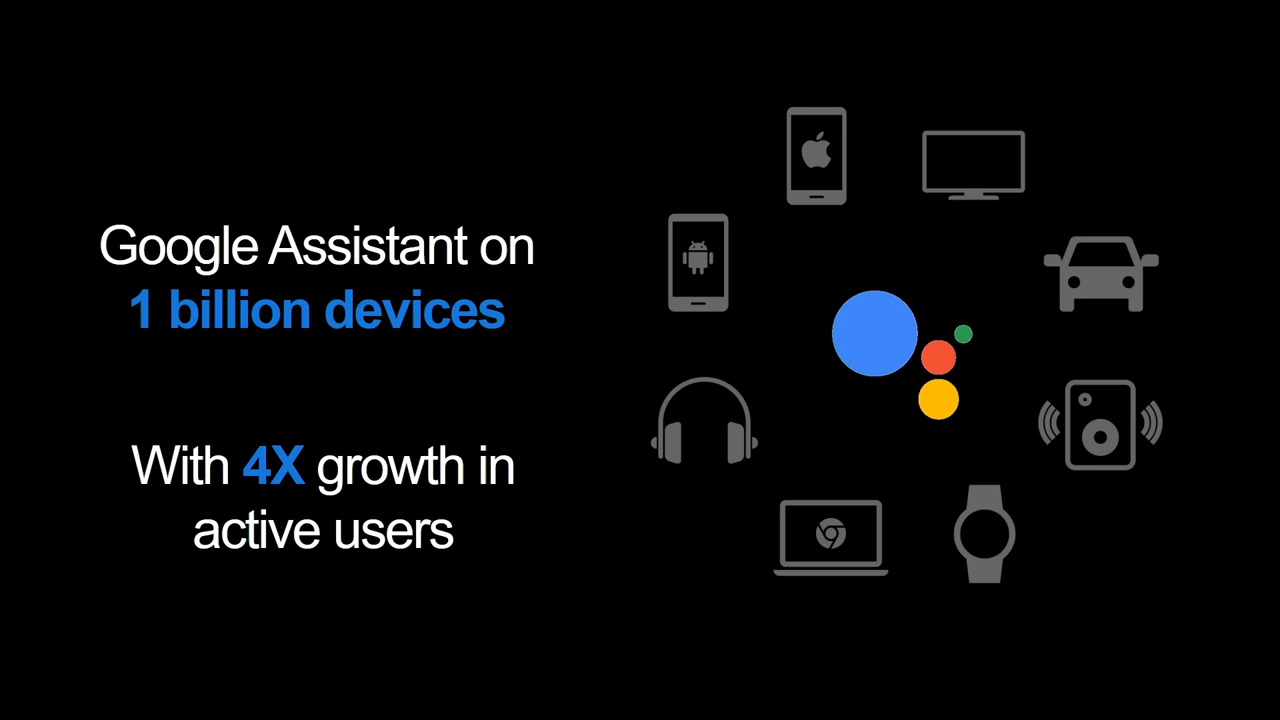 Google Assistant on
1 billion devices
With 4X growth in
active users